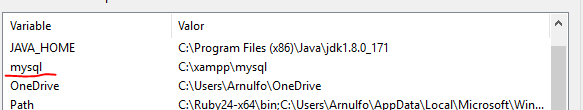 Variable Valor
JAVA_HOME C:\Program Files (x86)\Java\jdk1.8.0_171
mysql C:\xampp\mysql
OneDrive C:\Users\Arnulfo\OneDrive
Path C:\Ruby24-x64\bin;C:\Users\Arnulfo\AppData\Local\Microsoft\Win...